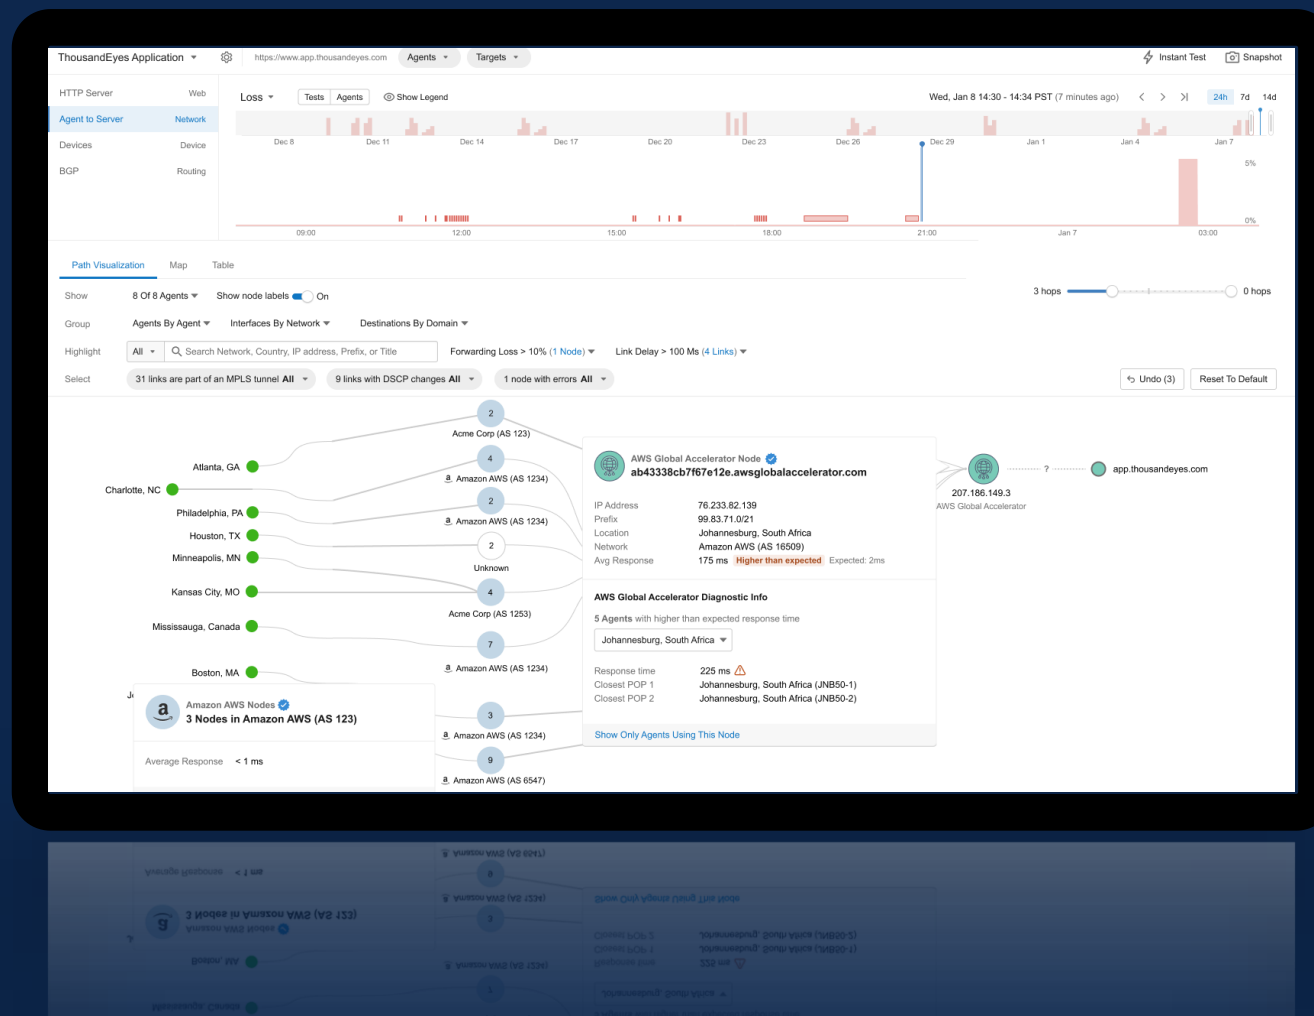 ThousandEyes Application
https://www.app.thousandeyes.com
Agents
Targets
Instant Test
Snapshot
HTTP Server Web
Agent to Server Network
Devices Device
BGP Routing
Loss
Tests Agents
Show Legend
Wed, Jan 8 14:30 - 14:34 PST (7 minutes ago)
24h 7d 14d
Dec 8 Dec 11 Dec 14 Dec 17 Dec 20 Dec 23 Dec 26 Dec 29 Jan 1 Jan 4 Jan 7
5%
0%
09:00 12:00 15:00 18:00 21:00 Jan 7 03:00
Path Visualization Map Table
Show 8 Of 8 Agents Show node labels On
3 hops 0 hops
Group Agents By Agent Interfaces By Network Destinations By Domain
Highlight All Search Network, Country, IP address, Prefix, or Title Forwarding Loss > 10% (1 Node) Link Delay > 100 Ms (4 Links)
Select 31 links are part of an MPLS tunnel All 9 links with DSCP changes All 1 node with errors All
Undo (3) Reset To Default
Atlanta, GA
Charlotte, NC
Philadelphia, PA
Houston, TX
Minneapolis, MN
Kansas City, MO
Mississauga, Canada
Boston, MA
2
Acme Corp (AS 123)
4
a Amazon AWS (AS 1234)
2
a Amazon AWS (AS 1234)
2
Unknown
4
Acme Corp (AS 1253)
7
a Amazon AWS (AS 1234)
3
a Amazon AWS (AS 1234)
9
a Amazon AWS (AS 6547)
a
Amazon AWS Nodes
3 Nodes in Amazon AWS (AS 123)
Average Response < 1 ms
AWS Global Accelerator Node
ab43338cb7f67e12e.awsglobalaccelerator.com
IP Address 76.233.82.139
Prefix 99.83.71.0/21
Location Johannesburg, South Africa
Network Amazon AWS (AS 16509)
Avg Response 175 ms Higher than expected Expected: 2ms
AWS Global Accelerator Diagnostic Info
5 Agents with higher than expected response time
Johannesburg, South Africa
Response time 225 ms
Closest POP 1 Johannesburg, South Africa (JNB50-1)
Closest POP 2 Johannesburg, South Africa (JNB50-2)
Show Only Agents Using This Node
207.186.149.3
AWS Global Accelerator
?
app.thousandeyes.com